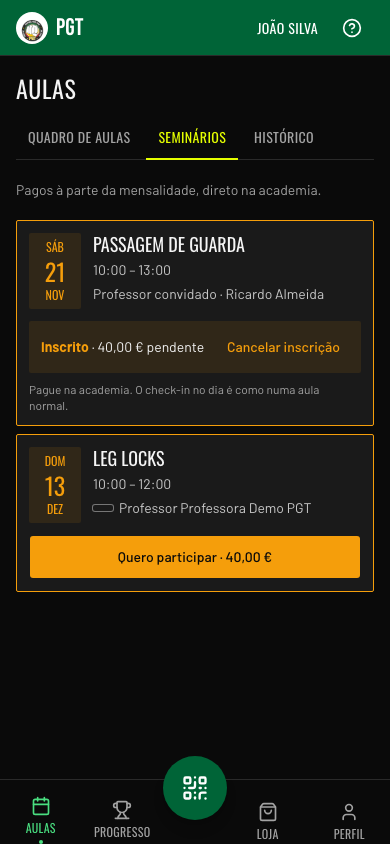 PGT
JOÃO SILVA
AULAS
QUADRO DE AULAS
SEMINÁRIOS
HISTÓRICO
Pagos à parte da mensalidade, direto na academia.
SÁB
21
NOV
PASSAGEM DE GUARDA
10:00 – 13:00
Professor convidado · Ricardo Almeida
Inscrito · 40,00 € pendente
Cancelar inscrição
Pague na academia. O check-in no dia é como numa aula
normal.
DOM
13
DEZ
LEG LOCKS
10:00 – 12:00
Professor Professora Demo PGT
Quero participar · 40,00 €
AULAS
PROGRESSO
LOJA
PERFIL